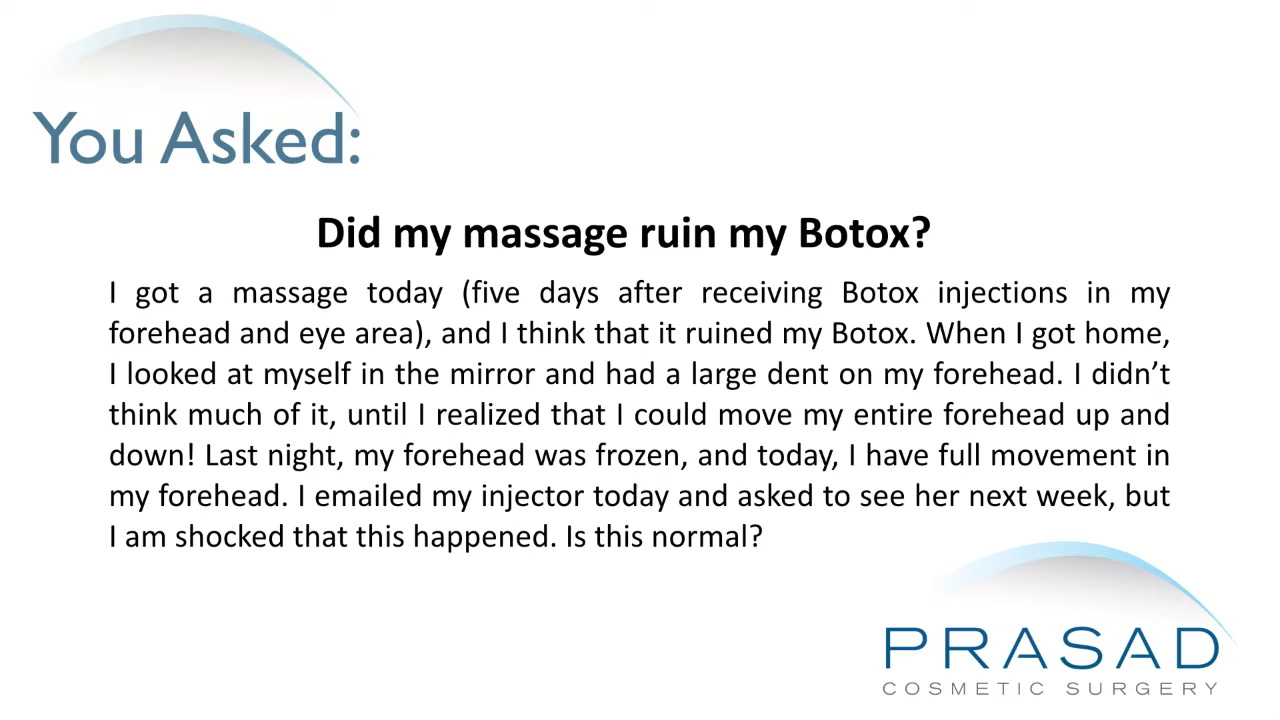 You Asked:
Did my massage ruin my Botox?
I got a massage today (five days after receiving Botox injections in my
forehead and eye area), and I think that it ruined my Botox. When I got home,
I looked at myself in the mirror and had a large dent on my forehead. I didn’t
think much of it, until I realized that I could move my entire forehead up and
down! Last night, my forehead was frozen, and today, I have full movement in
my forehead. I emailed my injector today and asked to see her next week, but
I am shocked that this happened. Is this normal?
PRASAD
COSMETIC SURGERY